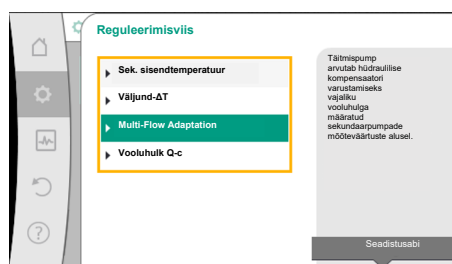 Reguleerimisviis
Sek. sisendtemperatuur
Väljund-ΔT
Multi-Flow Adaptation
Vooluhulk Q-c
Täitmispump
arvutab hüdraulilise
kompensaatori
varustamiseks
vajaliku
vooluhulga
määratud
sekundaarpumpade
mõõteväärtuste alusel.
Seadistusabi